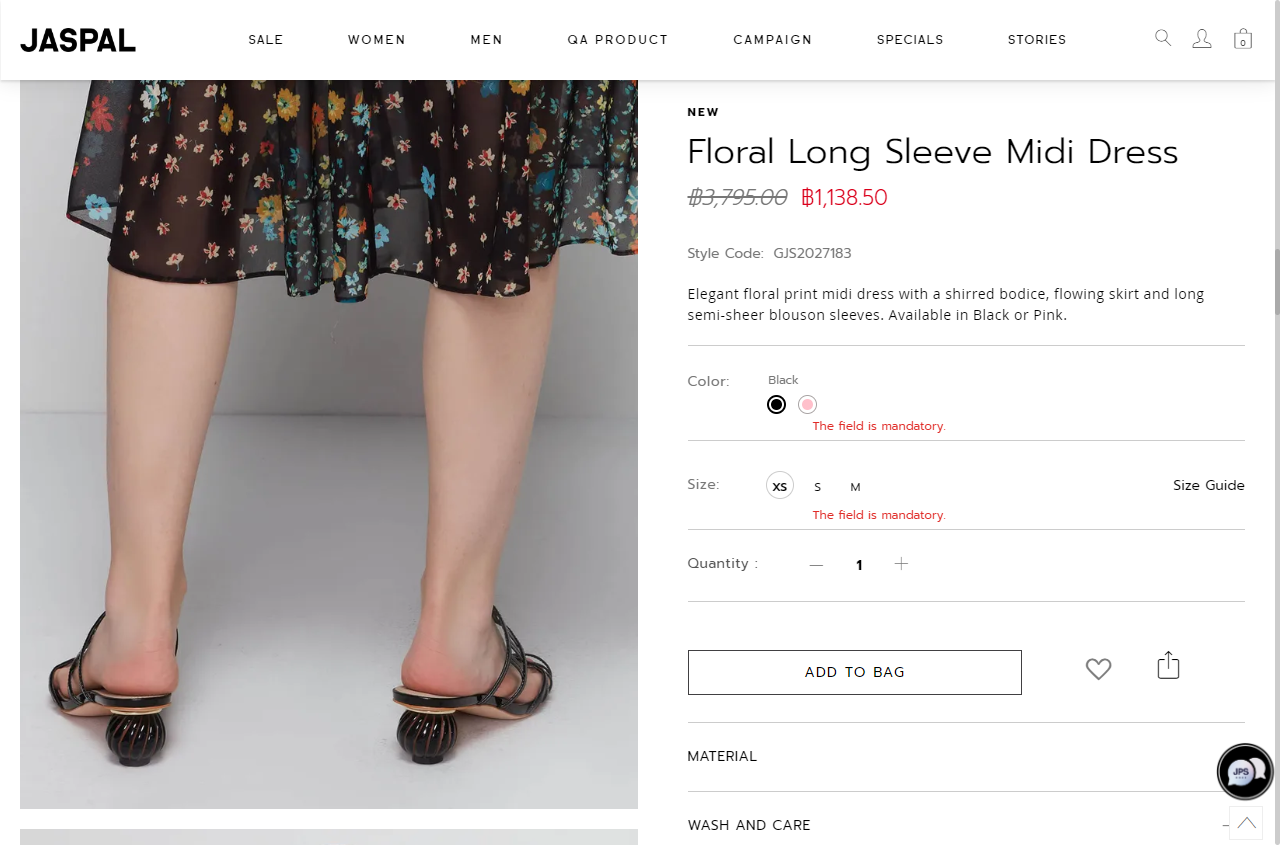 JASPAL
SALE WOMEN MEN QA PRODUCT CAMPAIGN SPECIALS STORIES
0
NEW
Floral Long Sleeve Midi Dress
฿3,795.00 ฿1,138.50
Style Code: GJS2027183
Elegant floral print midi dress with a shirred bodice, flowing skirt and long
semi-sheer blouson sleeves. Available in Black or Pink.
Color: Black
The field is mandatory.
Size: XS S M Size Guide
The field is mandatory.
Quantity : 1
ADD TO BAG
MATERIAL
JPS
WASH AND CARE